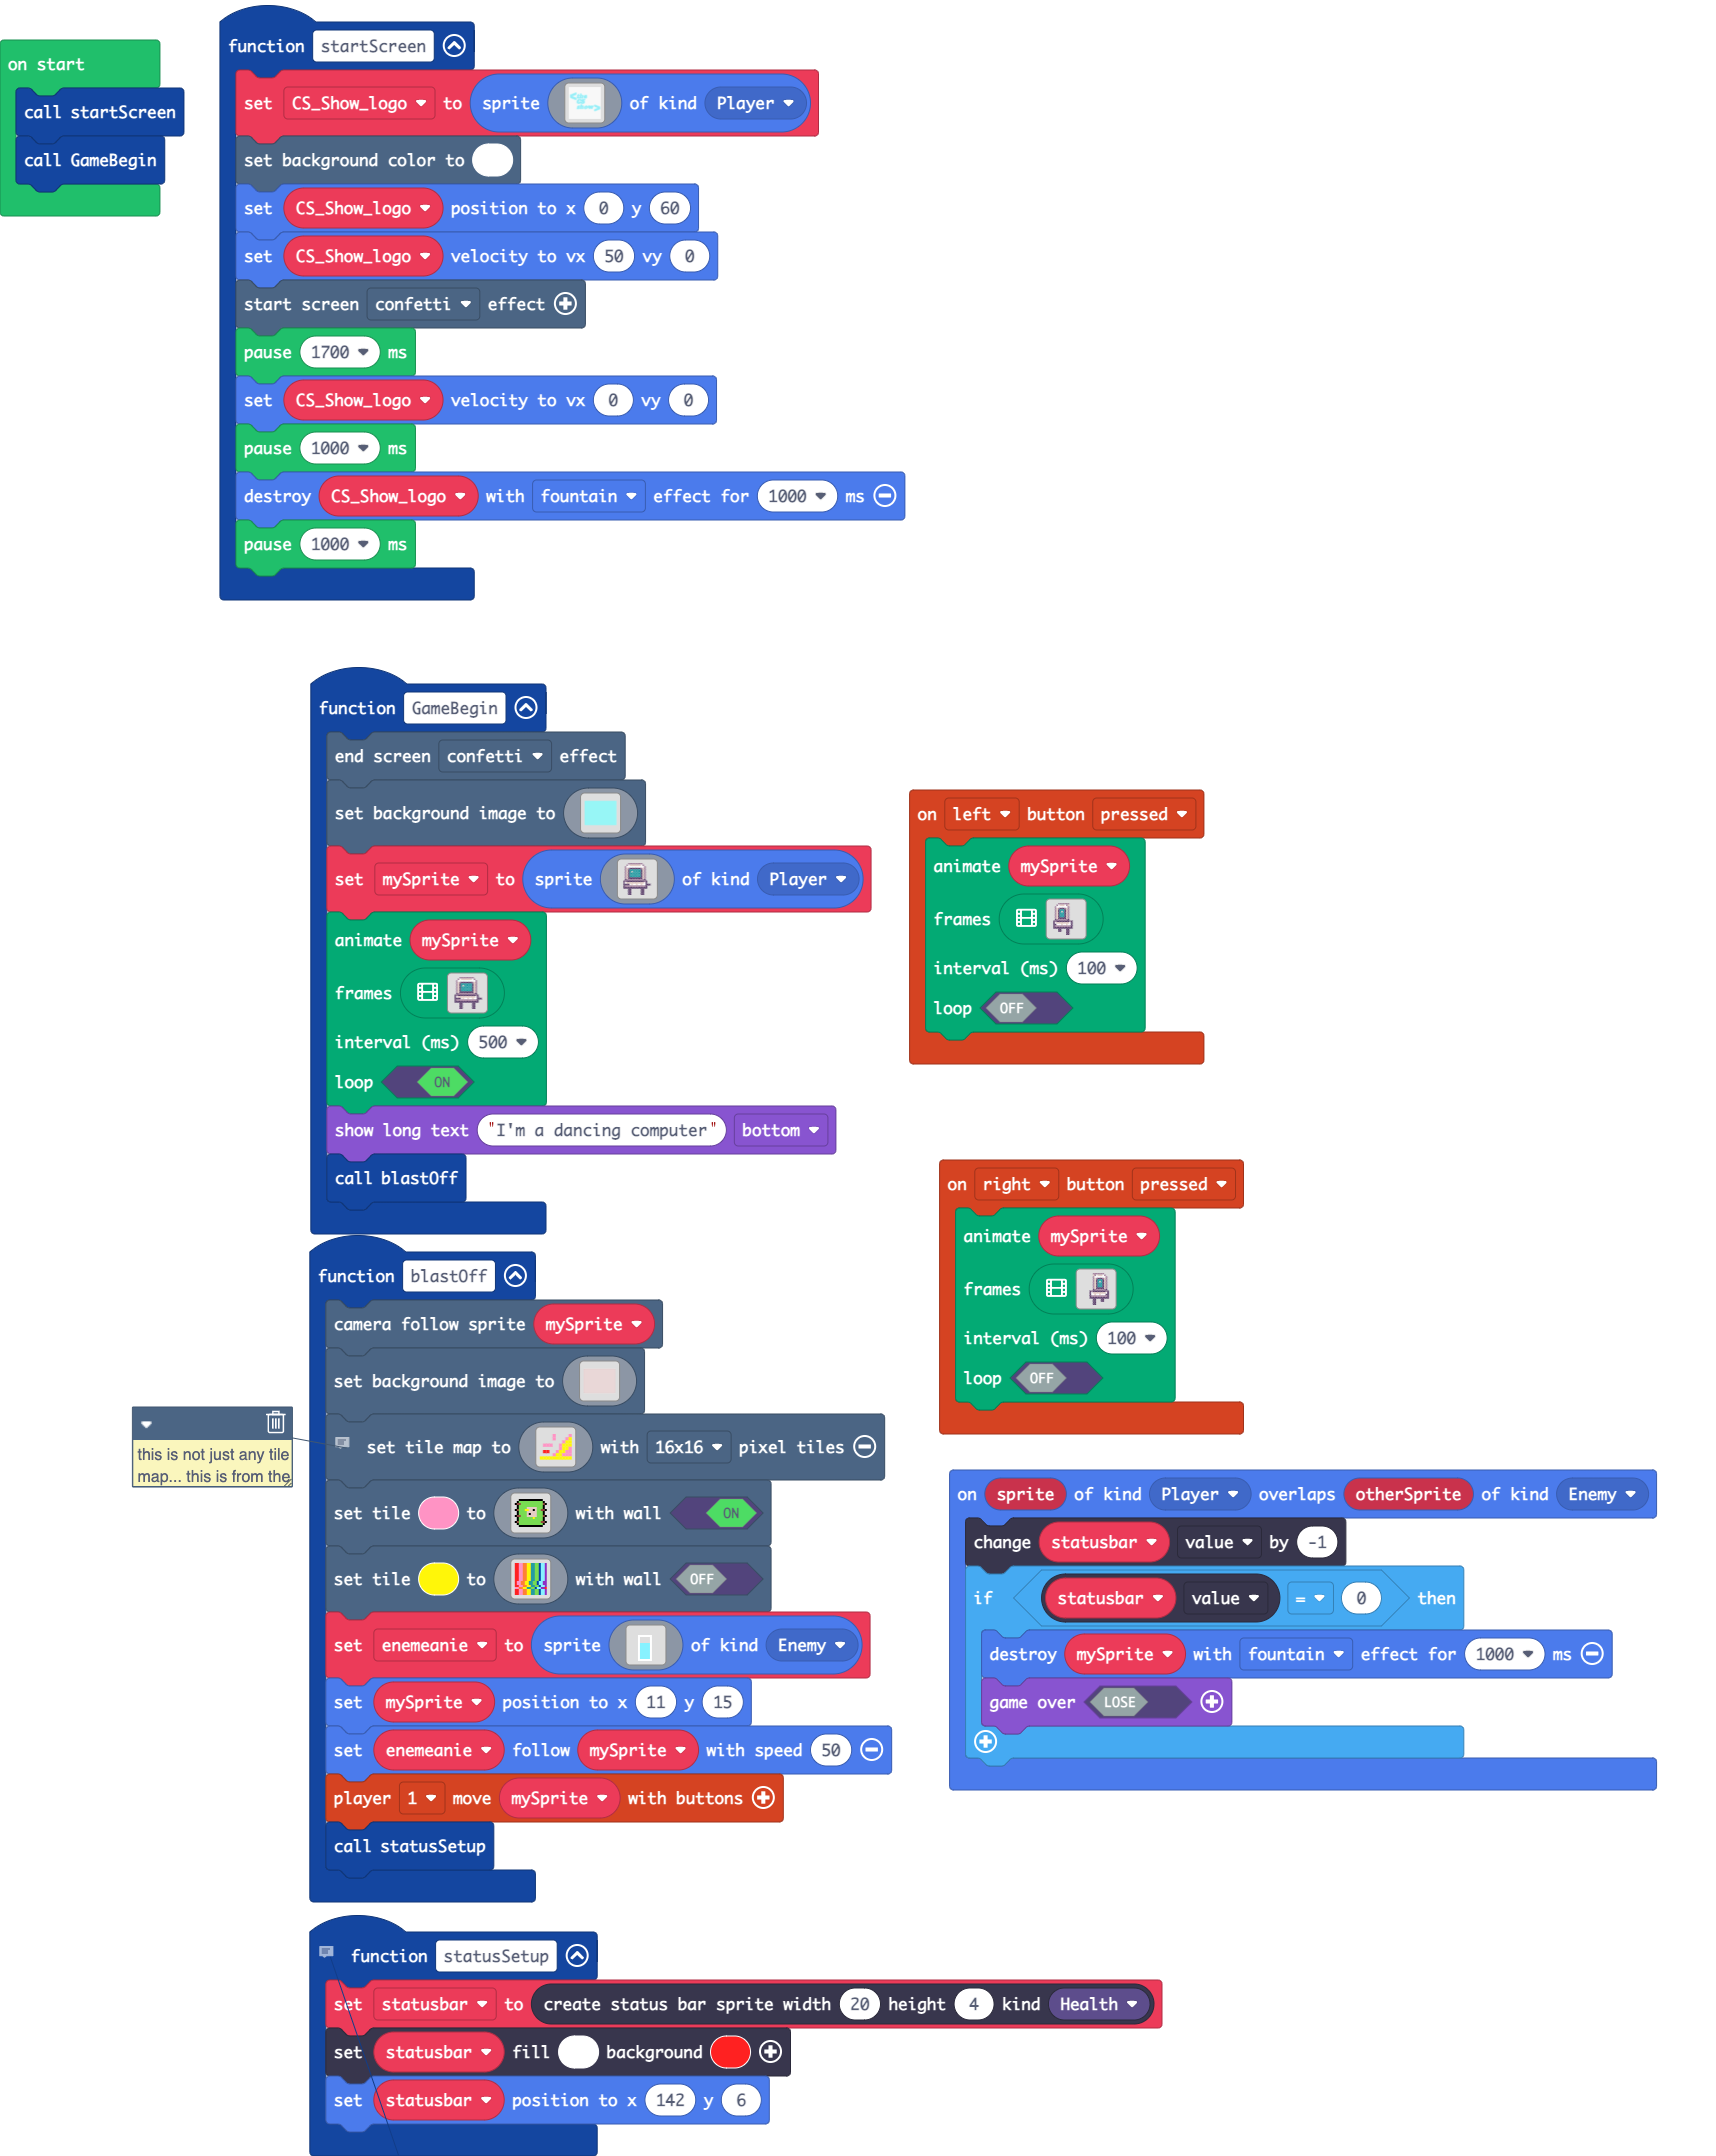 on start
call startScreen
call GameBegin
function startScreen
set CS_Show_logo to sprite of kind Player
set background color to
set CS_Show_logo position to x 0 y 60
set CS_Show_logo velocity to vx 50 vy 0
start screen confetti effect
pause 1700 ms
set CS_Show_logo velocity to vx 0 vy 0
pause 1000 ms
destroy CS_Show_logo with fountain effect for 1000 ms
pause 1000 ms
function GameBegin
end screen confetti effect
set background image to
set mySprite to sprite of kind Player
animate mySprite
frames
interval (ms) 500
loop ON
show long text "I'm a dancing computer" bottom
call blastOff
on left button pressed
animate mySprite
frames
interval (ms) 100
loop OFF
on right button pressed
animate mySprite
frames
interval (ms) 100
loop OFF
function blastOff
camera follow sprite mySprite
set background image to
set tile map to with 16x16 pixel tiles
set tile to with wall ON
set tile to with wall OFF
set enemeanie to sprite of kind Enemy
set mySprite position to x 11 y 15
set enemeanie follow mySprite with speed 50
player 1 move mySprite with buttons
call statusSetup
this is not just any tile
map... this is from the
on sprite of kind Player overlaps otherSprite of kind Enemy
change statusbar value by -1
if statusbar value = 0 then
destroy mySprite with fountain effect for 1000 ms
game over LOSE
function statusSetup
set statusbar to create status bar sprite width 20 height 4 kind Health
set statusbar fill background
set statusbar position to x 142 y 6